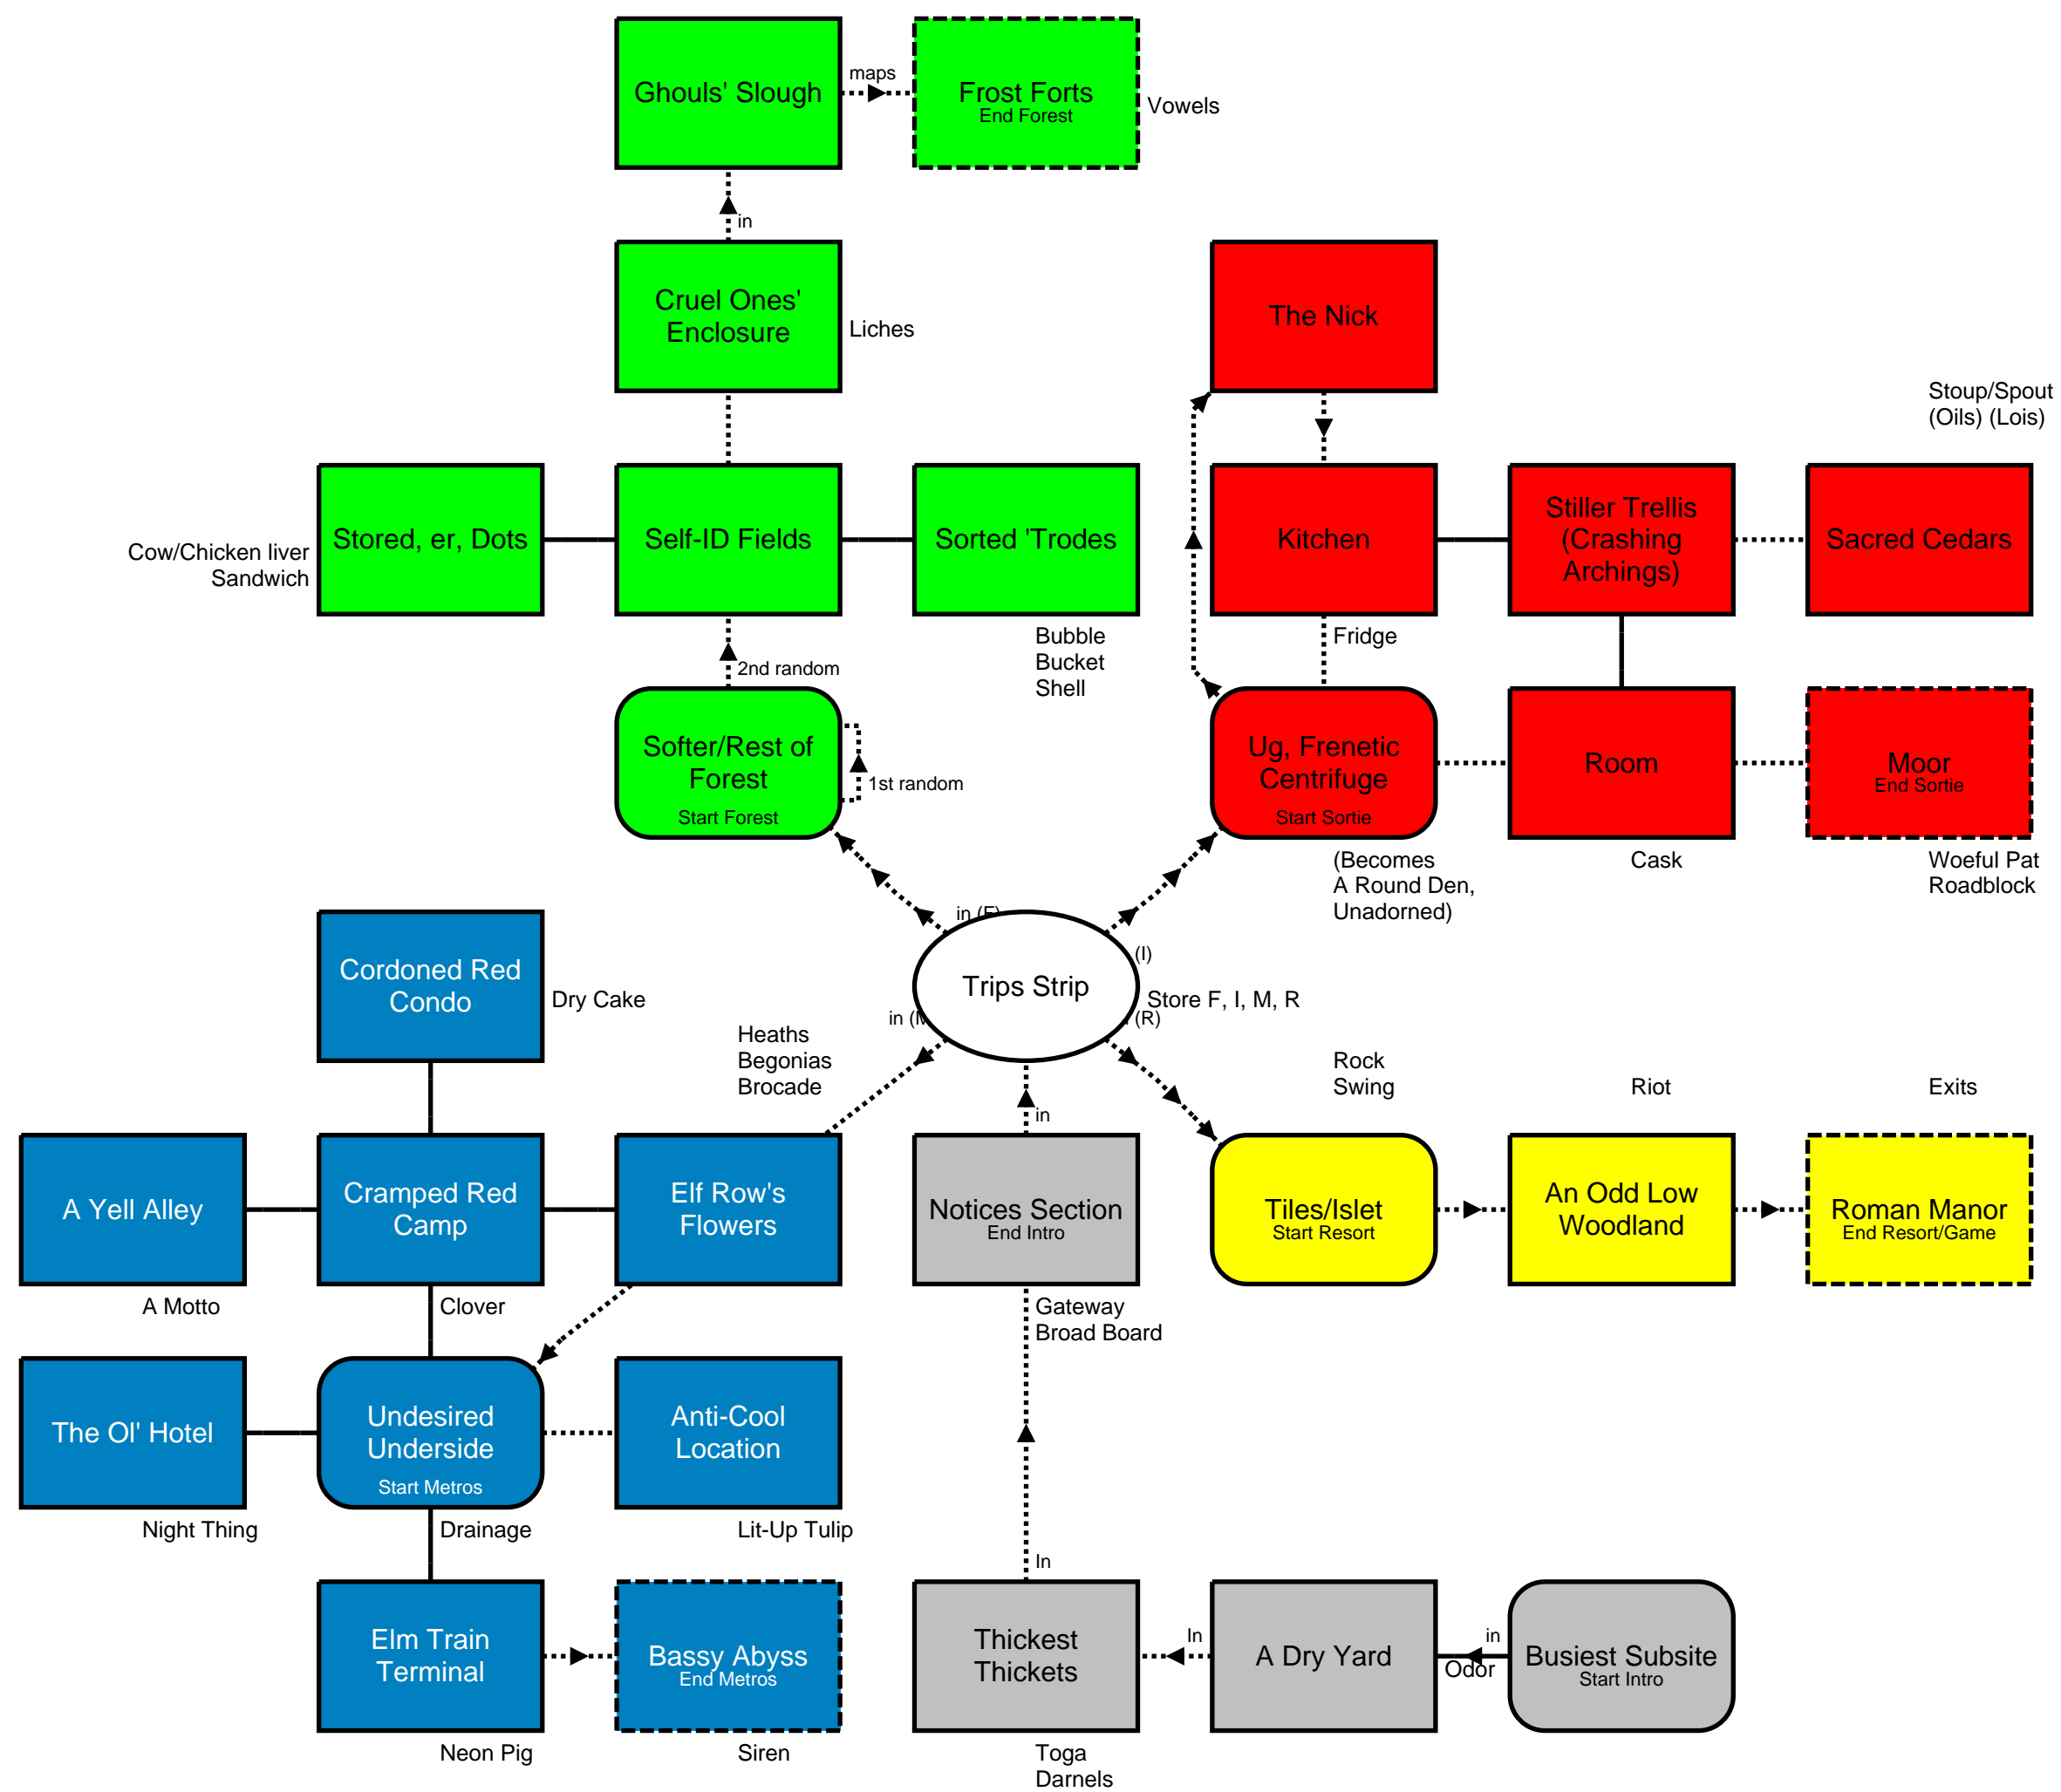 Ghouls' Slough
maps
Frost Forts
End Forest
Vowels
in
Cruel Ones'
Enclosure
Liches
The Nick
Stoup/Spout
(Oils) (Lois)
Cow/Chicken liver
Sandwich
Stored, er, Dots
Self-ID Fields
Sorted 'Trodes
Bubble
Bucket
Shell
Kitchen
Fridge
Stiller Trellis
(Crashing
Archings)
Sacred Cedars
2nd random
Softer/Rest of
Forest
Start Forest
1st random
Ug, Frenetic
Centrifuge
Start Sortie
(Becomes
A Round Den,
Unadorned)
Room
Cask
Moor
End Sortie
Woeful Pat
Roadblock
in (F)
(I)
Trips Strip
Store F, I, M, R
in (M
(R)
Cordoned Red
Condo
Dry Cake
Heaths
Begonias
Brocade
Rock
Swing
Riot
Exits
A Yell Alley
A Motto
Cramped Red
Camp
Clover
Elf Row's
Flowers
in
Notices Section
End Intro
Gateway
Broad Board
Tiles/Islet
Start Resort
An Odd Low
Woodland
Roman Manor
End Resort/Game
The Ol' Hotel
Night Thing
Undesired
Underside
Start Metros
Drainage
Anti-Cool
Location
Lit-Up Tulip
Elm Train
Terminal
Neon Pig
Bassy Abyss
End Metros
Siren
In
Thickest
Thickets
Toga
Darnels
In
A Dry Yard
in
Odor
Busiest Subsite
Start Intro